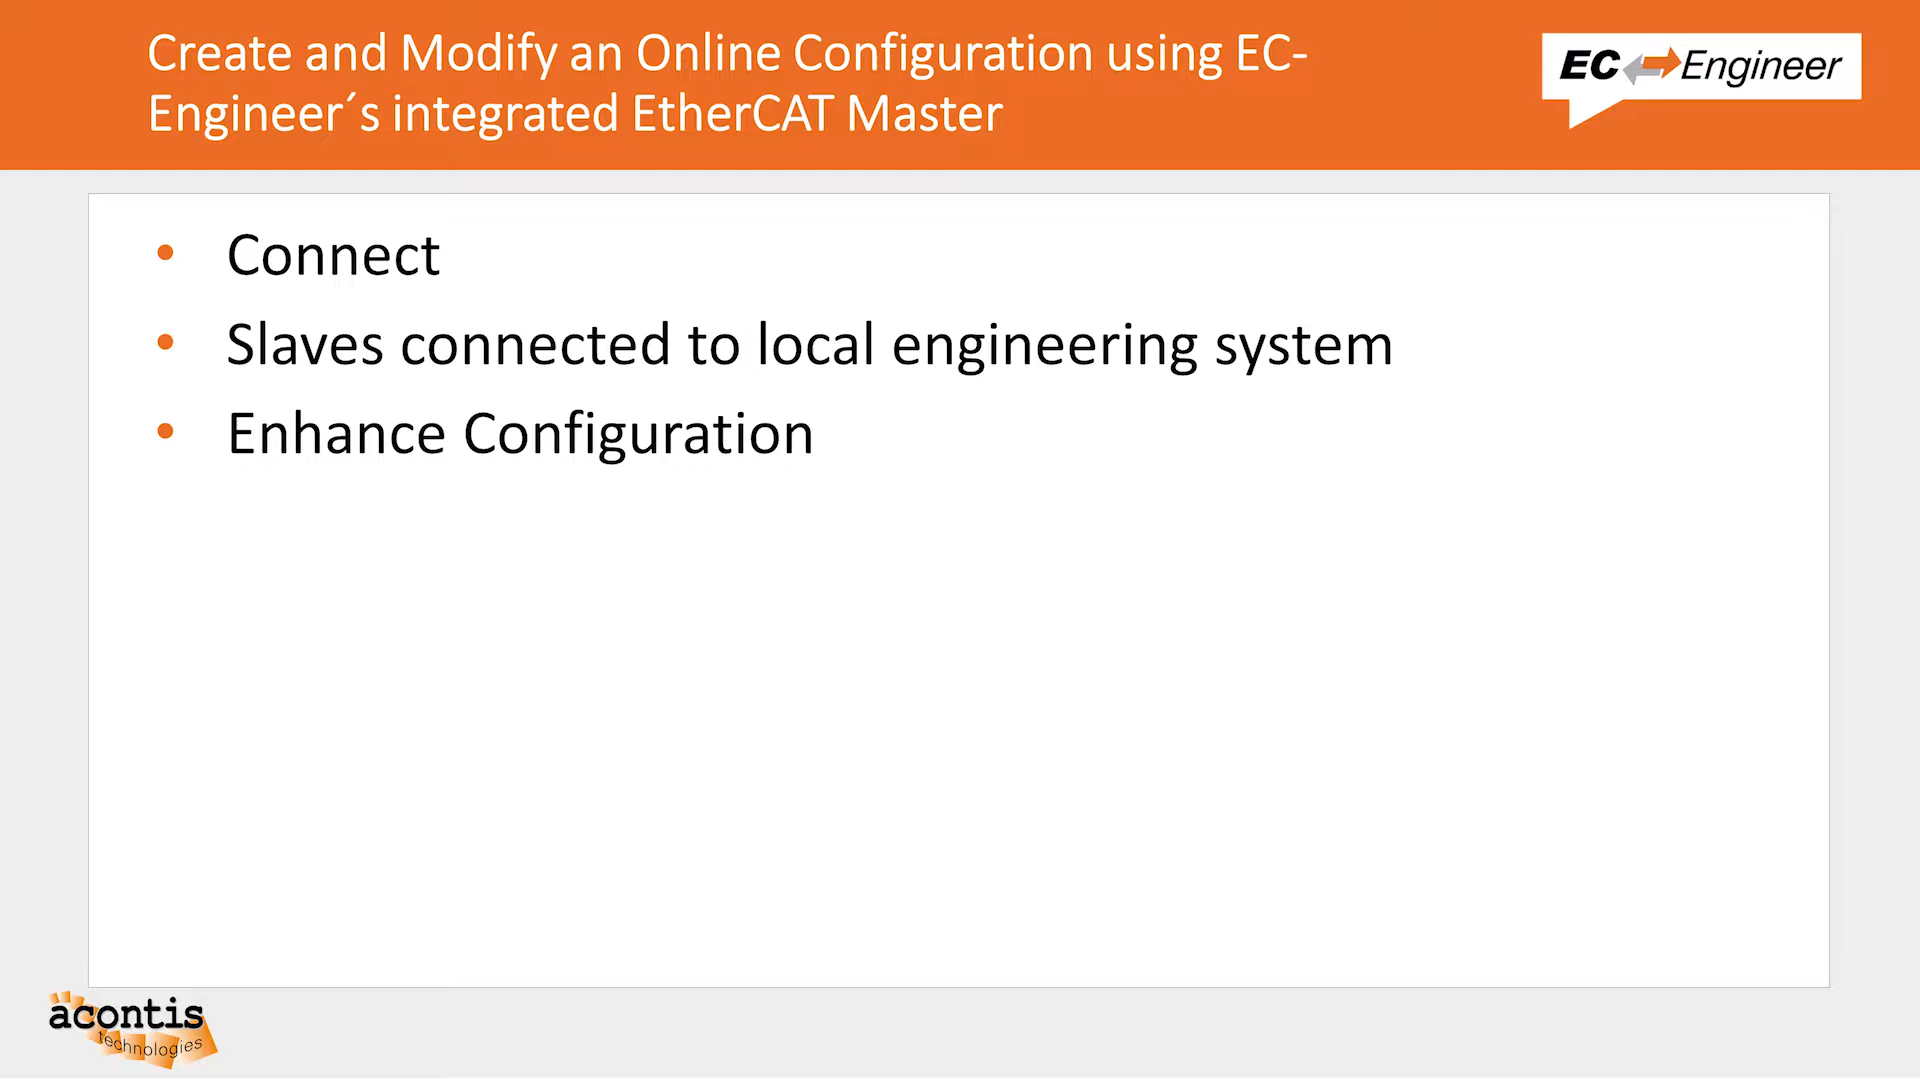 Create and Modify an Online Configuration using EC-
Engineer´s integrated EtherCAT Master
EC Engineer
• Connect
• Slaves connected to local engineering system
• Enhance Configuration
acontis
technologies